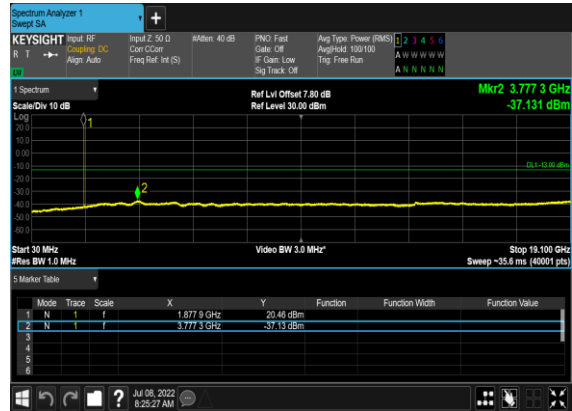 Spectrum Analyzer 1
Swept SA
+
KEYSIGHT Input: RF Input Z: 50 Ω #Atten: 40 dB PNO: Fast Avg Type: Power (RMS) 1 2 3 4 5 6
R T Coupling: DC Corr CCorr Gate: Off Avg|Hold: 100/100 A W W W W W
Align: Auto Freq Ref: Int (S) IF Gain: Low Trig: Free Run
Sig Track: Off A N N N N N
1 Spectrum Ref Lvl Offset 7.80 dB Mkr2 3.777 3 GHz
Scale/Div 10 dB Ref Level 30.00 dBm -37.131 dBm
Log
1
20.0
10.0
0.00
-10.0 DL1 -13.00 dBm
-20.0
-30.0 2
-40.0
-50.0
-60.0
Start 30 MHz Video BW 3.0 MHz* Stop 19.100 GHz
#Res BW 1.0 MHz Sweep ~35.6 ms (40001 pts)
5 Marker Table
Mode Trace Scale X Y Function Function Width Function Value
1 N 1 f 1.877 9 GHz 20.46 dBm
2 N 1 f 3.777 3 GHz -37.13 dBm
3
4
5
6
? Jul 08, 2022
8:25:27 AM